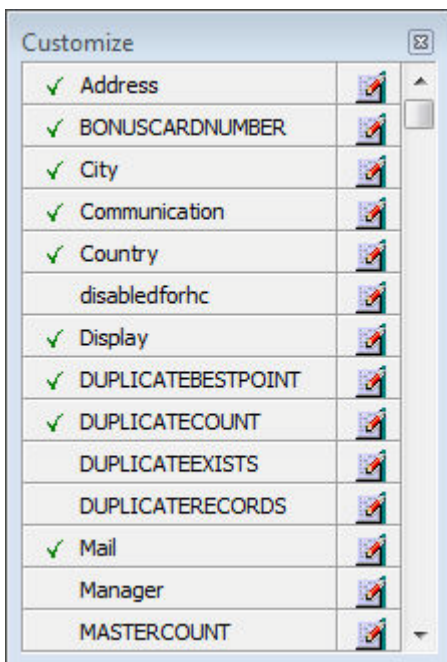 Customize
Address
BONUSCARDNUMBER
City
Communication
Country
disabledforhc
Display
DUPLICATEBESTPOINT
DUPLICATECOUNT
DUPLICATEEXISTS
DUPLICATERECORDS
Mail
Manager
MASTERCOUNT